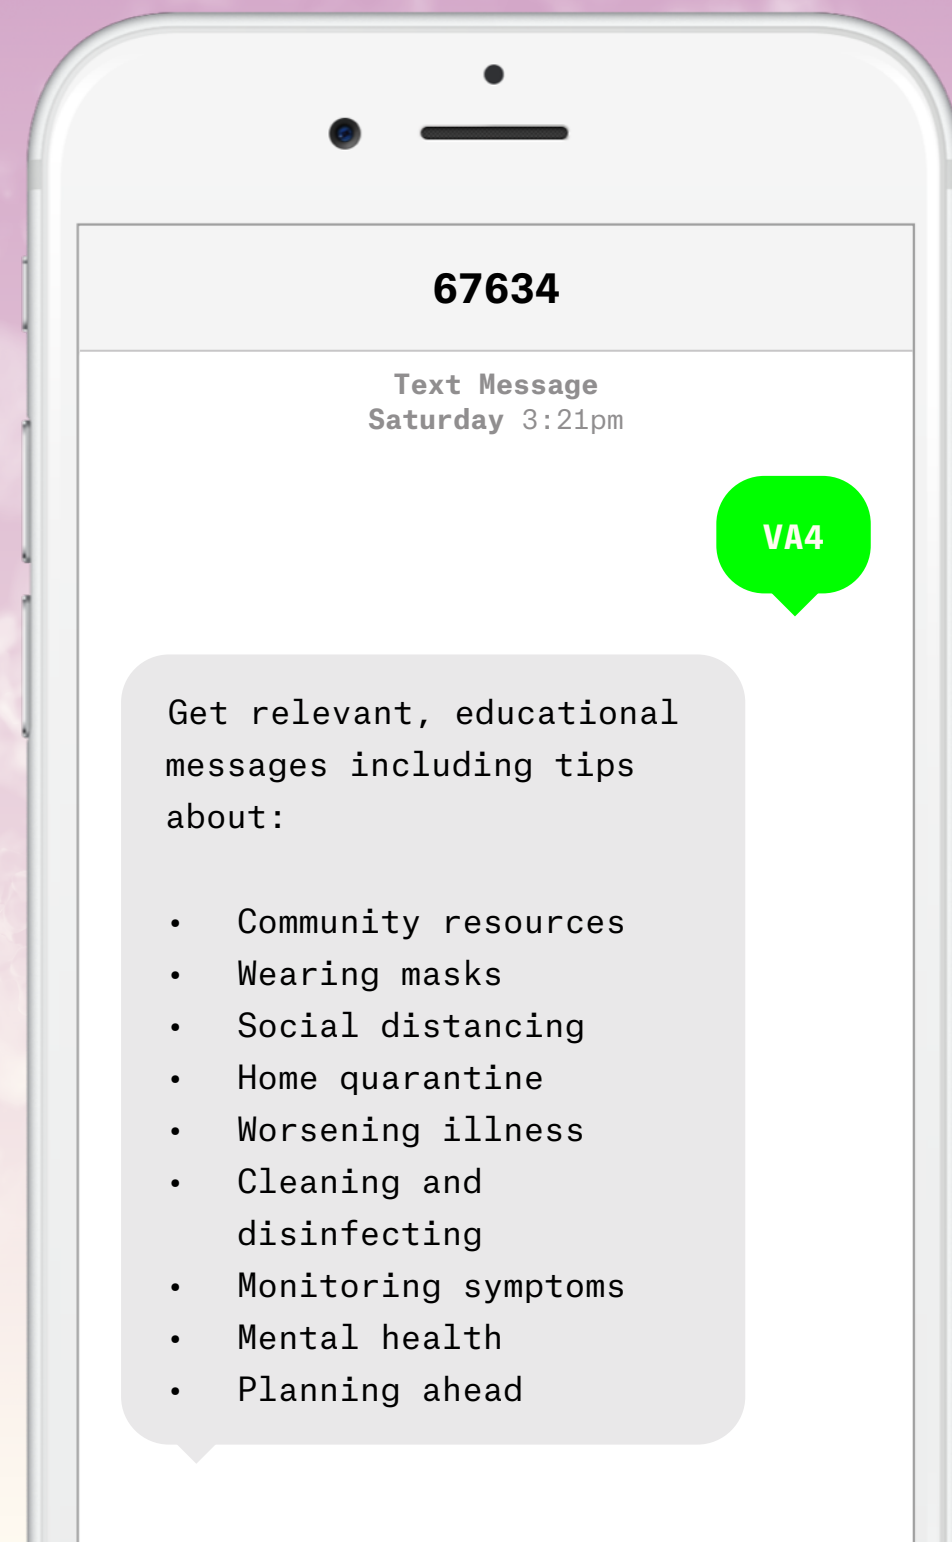 67634
Text Message
Saturday 3:21pm
VA4
Get relevant, educational
messages including tips
about:
• Community resources
• Wearing masks
• Social distancing
• Home quarantine
• Worsening illness
• Cleaning and
disinfecting
• Monitoring symptoms
• Mental health
• Planning ahead